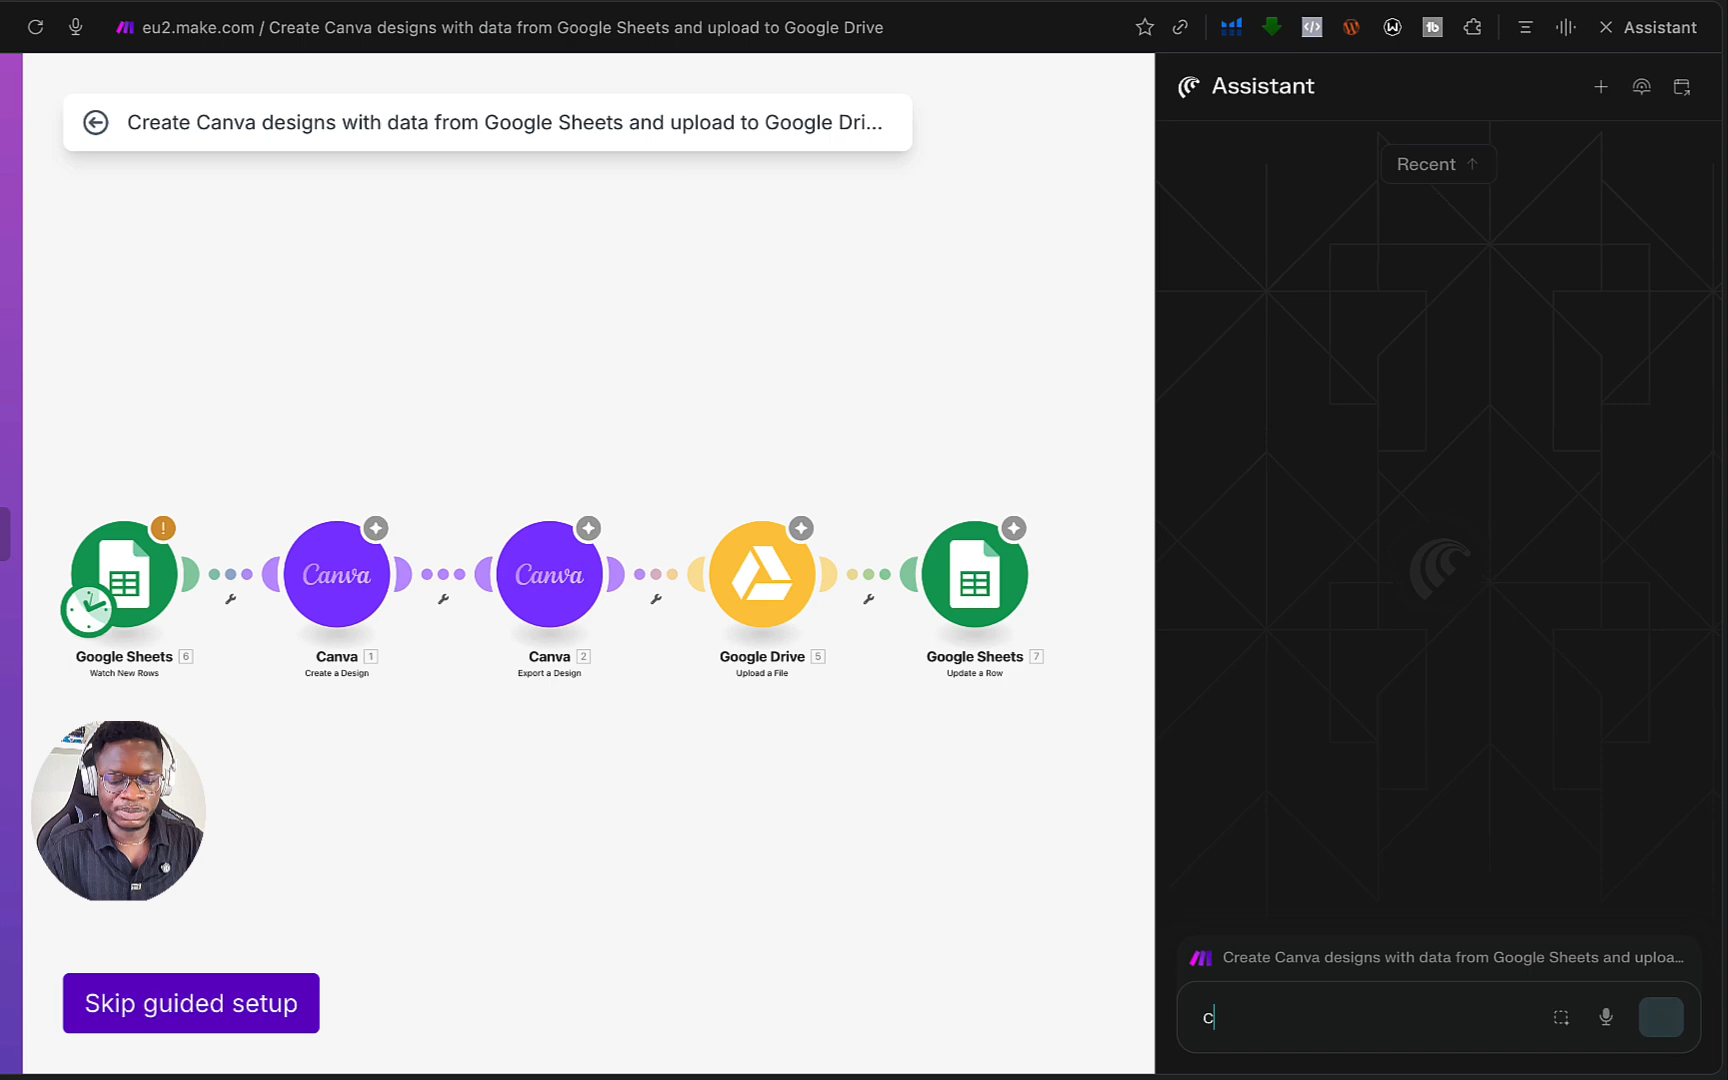 eu2.make.com / Create Canva designs with data from Google Sheets and upload to Google Drive
Assistant
Create Canva designs with data from Google Sheets and upload to Google Dri...
Assistant
Recent ↑
Canva
Canva
Google Sheets 6
Watch New Rows
Canva 1
Create a Design
Canva 2
Export a Design
Google Drive 5
Upload a File
Google Sheets 7
Update a Row
Skip guided setup
Create Canva designs with data from Google Sheets and uploa...
c